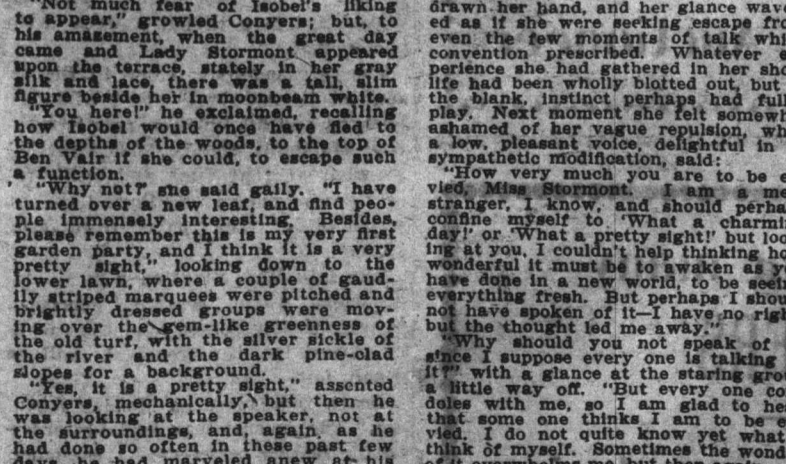 "Not much fear of Isobel's liking
to appear," growled Conyers; but, to
his amazement, when the great day
came and Lady Stormont appeared
upon the terrace, stately in her gray
silk and lace, there was a tall, slim
figure beside her in moonbeam white.
"You here!" he exclaimed, recalling
how Isobel would once have fled to
the depths of the woods, to the top of
Ben Vair if she could, to escape such
a function.
"Why not?" she said gaily. "I have
turned over a new leaf, and find peo-
ple immensely interesting. Besides,
please remember this is my very first
garden party, and I think it is a very
pretty sight," looking down to the
lower lawn, where a couple of gaud-
ily striped marquees were pitched and
brightly dressed groups were mov-
ing over the gem-like greenness of
the old turf, with the silver sickle of
the river and the dark pine-clad
slopes for a background.
"Yes, it is a pretty sight," assented
Conyers, mechanically, but then he
was looking at the speaker, not at
the surroundings, and, again, as he
had done so often in these past few
days, he had marveled anew at his
drawn her hand, and her glance wave
ed as if she were seeking escape fro
even the few moments of talk whi
convention prescribed. Whatever e
perience she had gathered in her sho
life had been wholly blotted out, but
the blank, instinct perhaps had full
play. Next moment she felt somewh
ashamed of her vague repulsion, wh
a low, pleasant voice, delightful in
sympathetic modification, said:
"How very much you are to be e
vied, Miss Stormont. I am a me
stranger, I know, and should perha
confine myself to 'What a charmi
day!' or 'What a pretty sight!' but loo
ing at you, I couldn't help thinking ho
wonderful it must be to awaken as yo
have done in a new world, to be seein
everything fresh. But perhaps I shou
not have spoken of it—I have no righ
but the thought led me away."
"Why should you not speak of
since I suppose every one is talking
it?" with a glance at the staring grou
a little way off. "But every one co
doles with me, so I am glad to hea
that some one thinks I am to be e
vied. I do not quite know yet what
think of myself. Sometimes the wond
of it overwhelms me, but